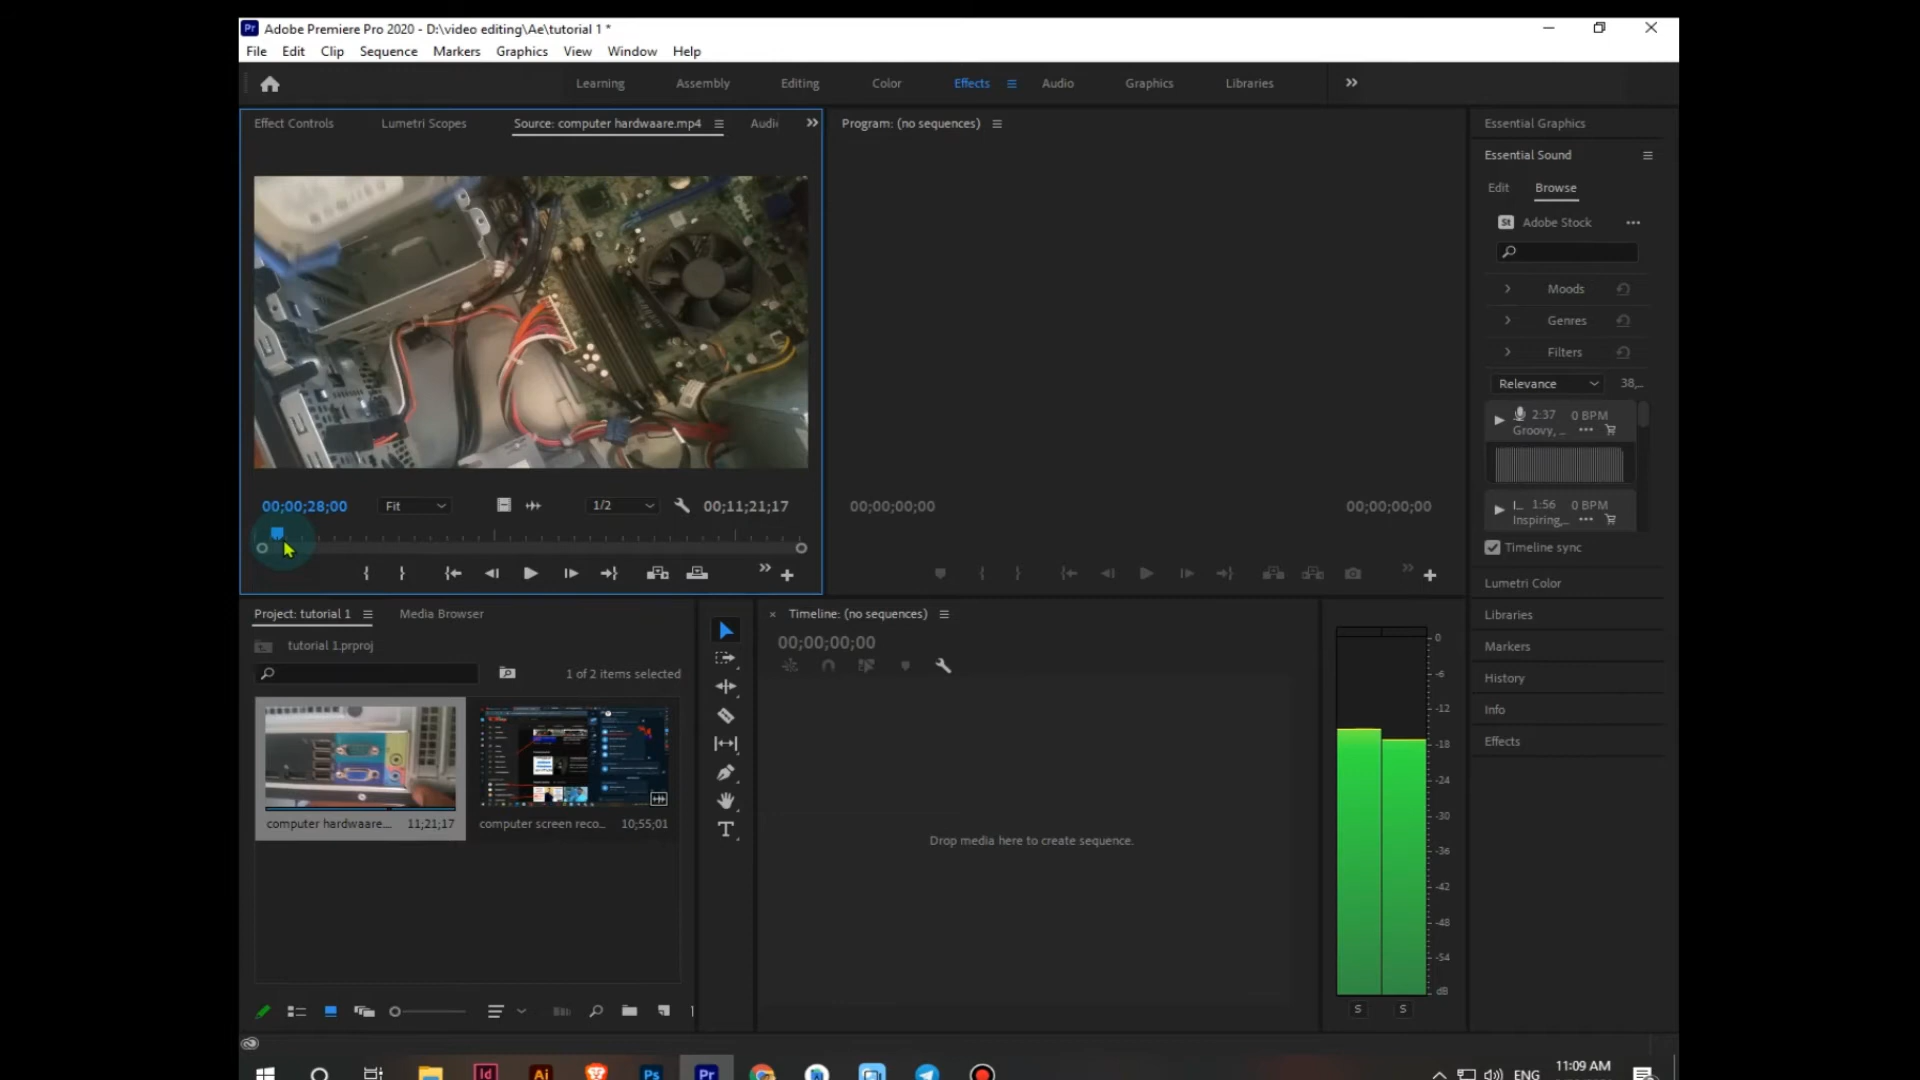 Pr Adobe Premiere Pro 2020 - D:\video editing\Ae\tutorial 1 *
File Edit Clip Sequence Markers Graphics View Window Help
Learning Assembly Editing Color Effects Audio Graphics Libraries
Effect Controls Lumetri Scopes Source: computer hardwaare.mp4 Audi
Program: (no sequences)
DELL
00;00;28;00 Fit 1/2 00;11;21;17
00;00;00;00 00;00;00;00
Essential Graphics
Essential Sound
Edit Browse
St Adobe Stock
Moods
Genres
Filters
Relevance 38,...
2:37 0 BPM
Groovy, ...
I... 1:56 0 BPM
Inspiring,...
Timeline sync
Lumetri Color
Libraries
Markers
History
Info
Effects
Project: tutorial 1 Media Browser
tutorial 1.prproj
1 of 2 items selected
computer hardwaare... 11;21;17
computer screen reco... 10;55;01
Timeline: (no sequences)
00;00;00;00
Drop media here to create sequence.
0
-6
-12
-18
-24
-30
-36
-42
-48
-54
dB
S S
Id Ai Ps Pr
ENG 11:09 AM